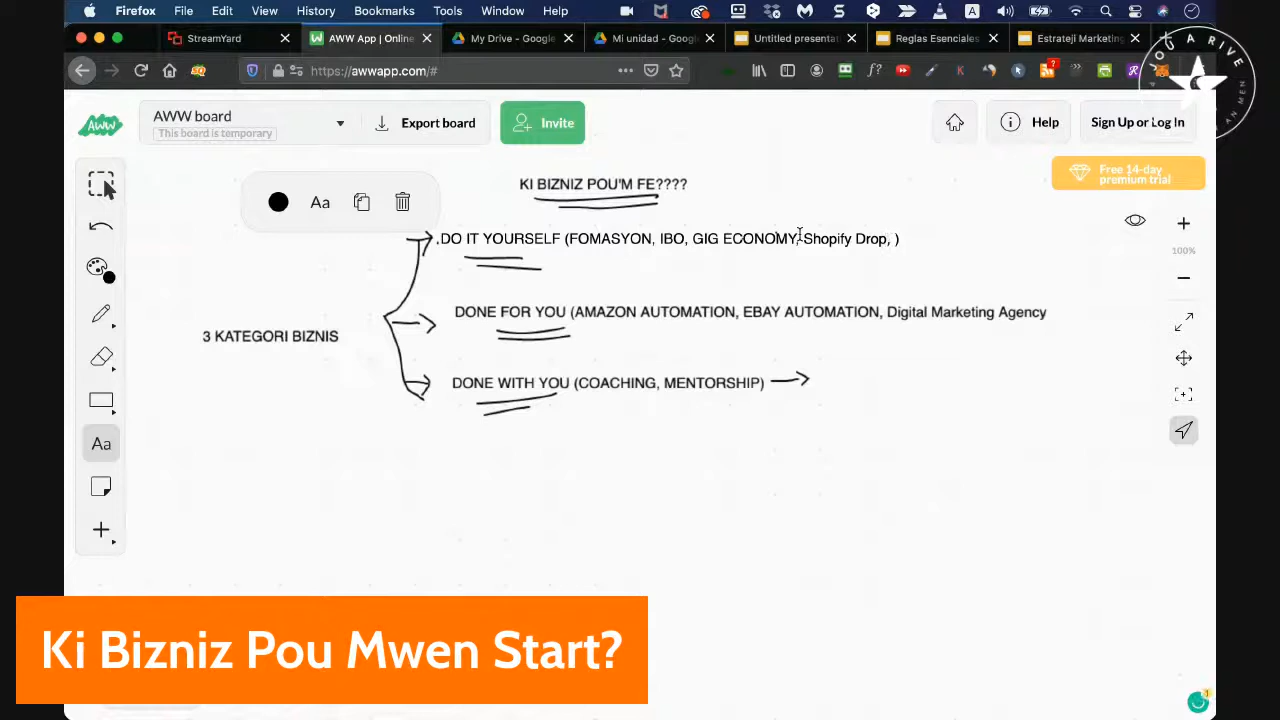 Firefox File Edit View History Bookmarks Tools Window Help
StreamYard AWW App | Online My Drive - Google Mi unidad - Google Untitled presentat Reglas Esenciales Estrateji Marketing
https://awwapp.com/#
AWW board
This board is temporary
Export board
Invite
Help
Sign Up or Log In
Free 14-day
premium trial
KI BIZNIZ POU'M FE????
.DO IT YOURSELF (FOMASYON, IBO, GIG ECONOMY, Shopify Drop, )
100%
DONE FOR YOU (AMAZON AUTOMATION, EBAY AUTOMATION, Digital Marketing Agency
3 KATEGORI BIZNIS
DONE WITH YOU (COACHING, MENTORSHIP)
Aa
Aa
Ki Bizniz Pou Mwen Start?